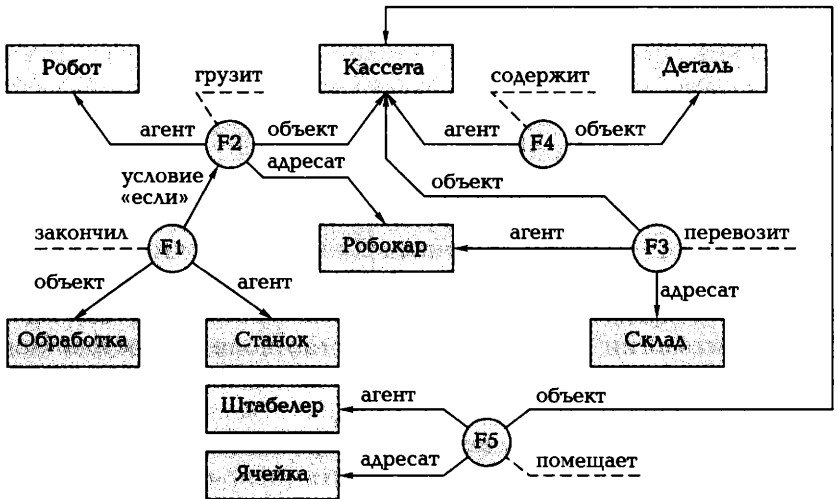 Робот
грузит
Кассета
содержит
Деталь
агент
F2
объект
агент
F4
объект
адресат
условие
«если»
объект
закончил
F1
Робокар
агент
F3
перевозит
объект
агент
адресат
Обработка
Станок
Склад
Штабелер
агент
объект
F5
Ячейка
адресат
помещает